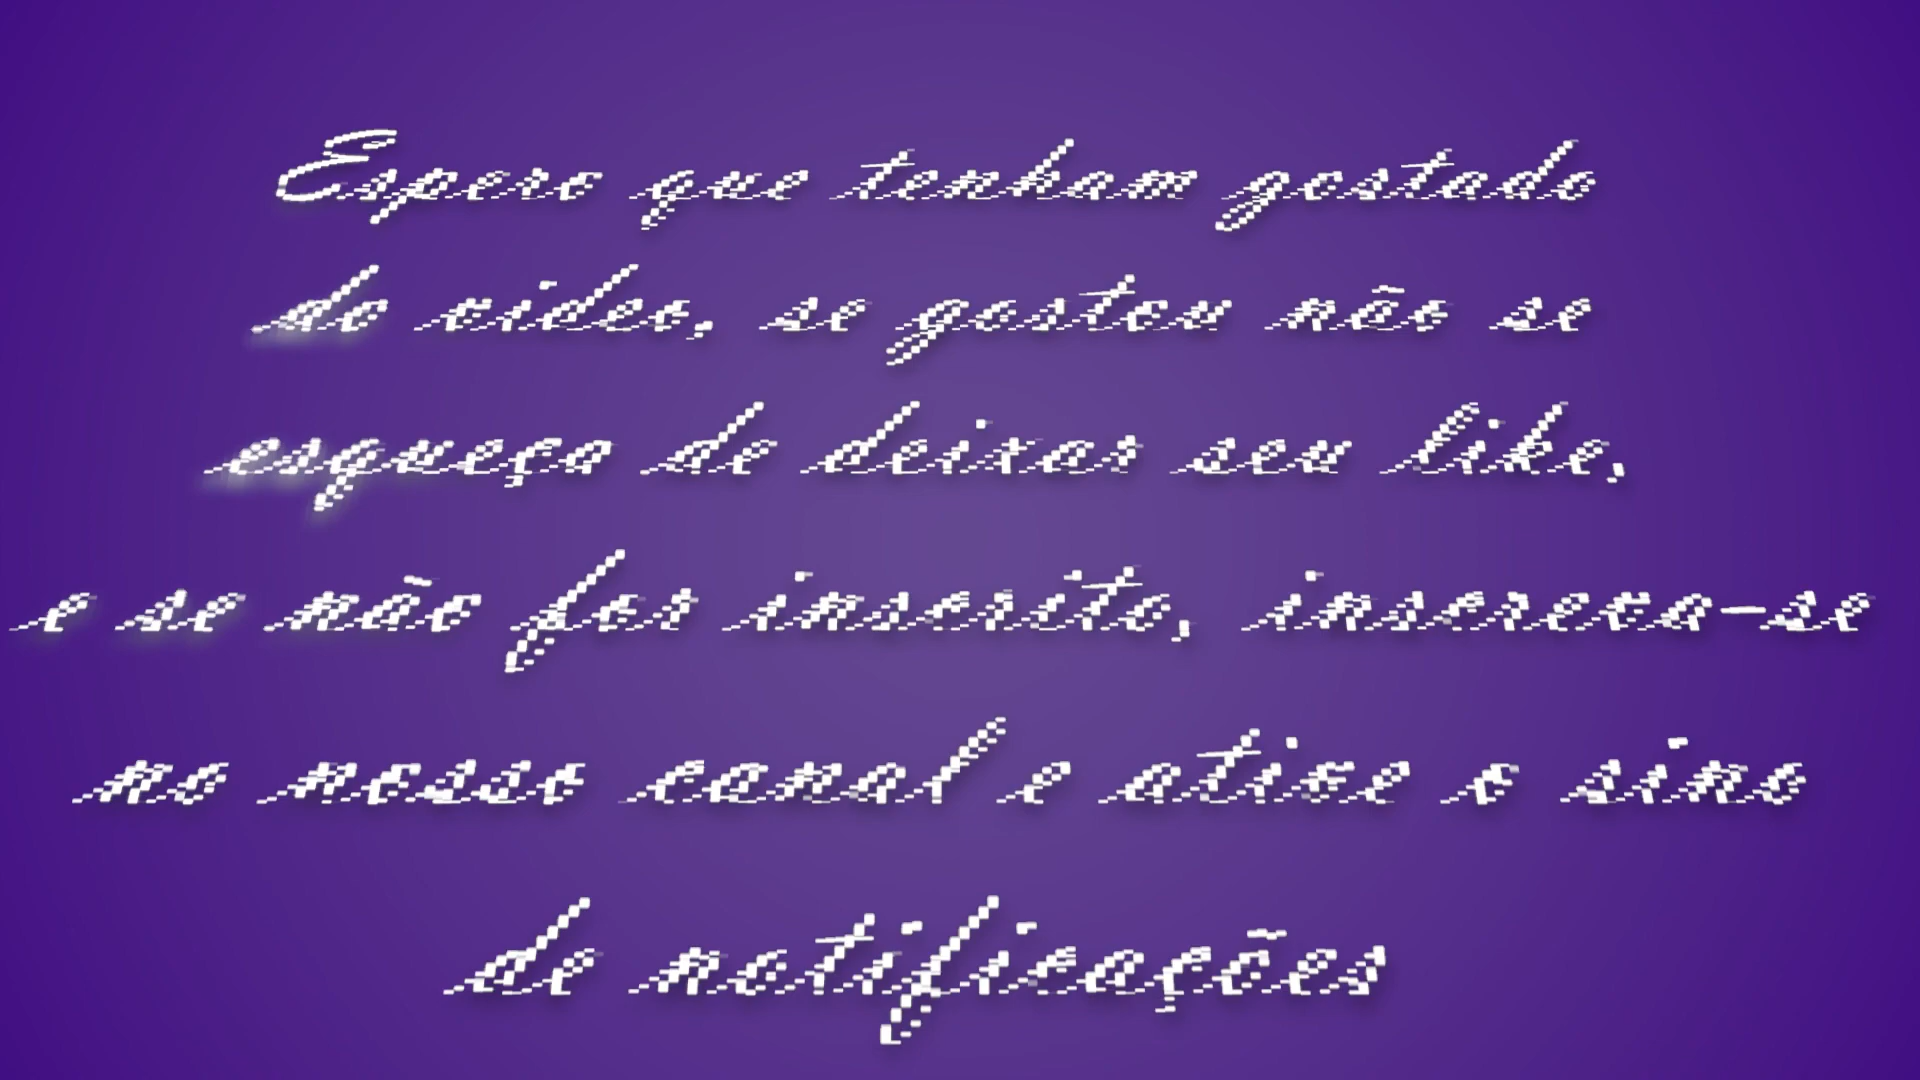 Espero que tenham gostado
do video, se gostou não se
esqueça de deixar seu like,
e se não for inscrito, inscreva-se
no nosso canal e ative o sino
de notificações